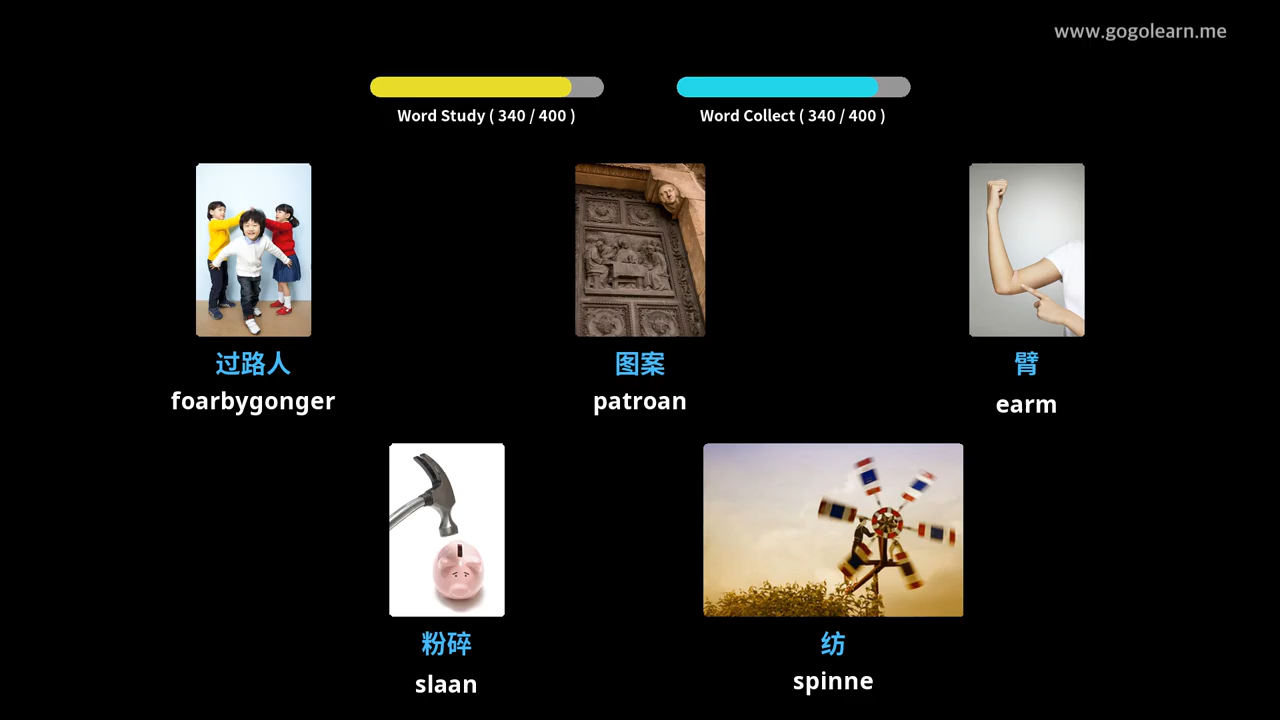 www.gogolearn.me
Word Study ( 340 / 400 )
Word Collect ( 340 / 400 )
过路人
foarbygonger
图案
patroan
臂
earm
粉碎
slaan
纺
spinne